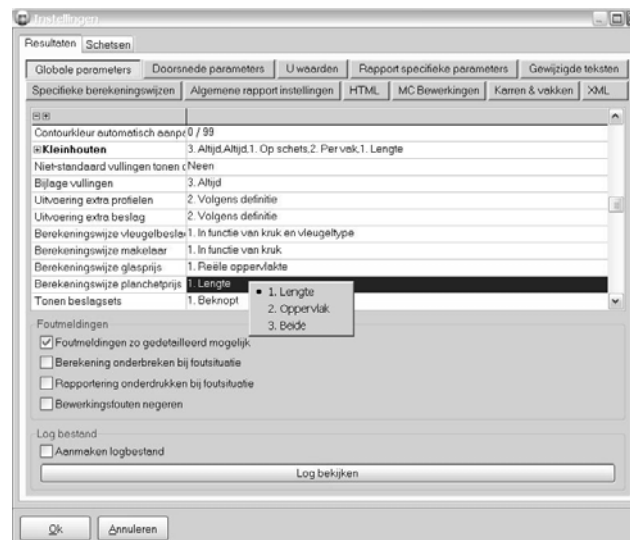 Instellingen
Resultaten Schetsen
Globale parameters Doorsnede parameters U waarden Rapport specifieke parameters Gewijzigde teksten
Specifieke berekeningswijzen Algemene rapport instellingen HTML MC Bewerkingen Karren & vakken XML
Contourkleur automatisch aanpa 0 / 99
Kleinhouten 3. Altijd,Altijd,1. Op schets,2. Per vak,1. Lengte
Niet-standaard vullingen tonen c Neen
Bijlage vullingen 3. Altijd
Uitvoering extra profielen 2. Volgens definitie
Uitvoering extra beslag 2. Volgens definitie
Berekeningswijze vleugelbesla 1. In functie van kruk en vleugeltype
Berekeningswijze makelaar 1. In functie van kruk
Berekeningswijze glasprijs 1. Reële oppervlakte
Berekeningswijze planchetprijs 1. Lengte
Tonen beslagsets 1. Beknopt
1. Lengte
2. Oppervlak
3. Beide
Foutmeldingen
Foutmeldingen zo gedetailleerd mogelijk
Berekening onderbreken bij foutsituatie
Rapportering onderdrukken bij foutsituatie
Bewerkingsfouten negeren
Log bestand
Aanmaken logbestand
Log bekijken
Ok Annuleren